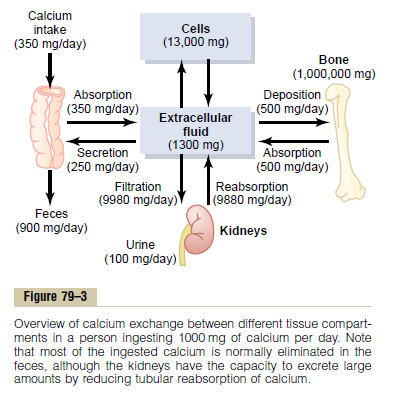 Calcium
intake
(350 mg/day)
Cells
(13,000 mg)
Bone
(1,000,000 mg)
Absorption
(350 mg/day)
Deposition
(500 mg/day)
Extracellular
fluid
(1300 mg)
Secretion
(250 mg/day)
Absorption
(500 mg/day)
Filtration
(9980 mg/day)
Reabsorption
(9880 mg/day)
Feces
(900 mg/day)
Kidneys
Urine
(100 mg/day)
Figure 79–3
Overview of calcium exchange between different tissue compart-
ments in a person ingesting 1000 mg of calcium per day. Note
that most of the ingested calcium is normally eliminated in the
feces, although the kidneys have the capacity to excrete large
amounts by reducing tubular reabsorption of calcium.